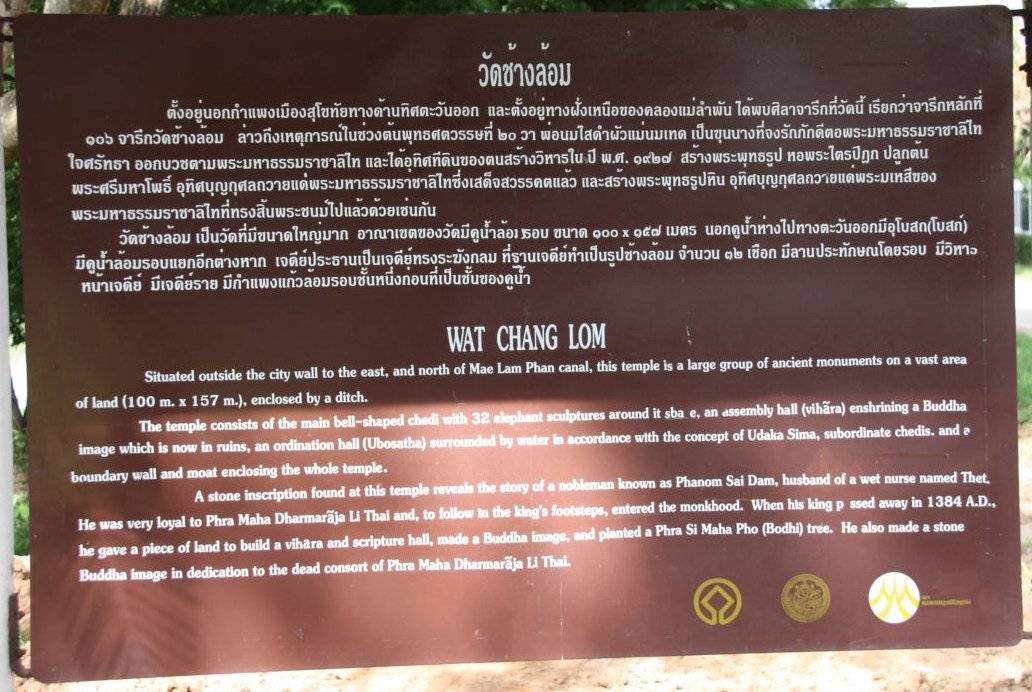 วัดช้างล้อม
ตั้งอยู่นอกกำแพงเมืองสุโขทัยทางด้านทิศตะวันออก และตั้งอยู่ทางฝั่งเหนือของคลองแม่ลำพัน ได้พบศิลาจารึกที่วัดนี้ เรียกว่าจารึกหลักที่
๑๐๖ จารึกวัดช้างล้อม ล่าวถึงเหตุการณ์ในช่วงต้นพุทธศตวรรษที่ ๒๐ ว่า พ่อนมไสดำผัวแม่นมเทด เป็นขุนนางที่จงรักภักดีต่อพระมหาธรรมราชาลิไท
ใจศรัทธา ออกบวชตามพระมหาธรรมราชาลิไท และได้อุทิศที่ดินของตนสร้างวิหารใน ปี พ.ศ. ๑๙๒๗ สร้างพระพุทธรูป หอพระไตรปิฎก ปลูกต้น
พระศรีมหาโพธิ์ อุทิศบุญกุศลถวายแด่พระมหาธรรมราชาลิไทซึ่งเสด็จสวรรคตแล้ว และสร้างพระพุทธรูปหิน อุทิศบุญกุศลถวายแด่พระมเหสีของ
พระมหาธรรมราชาลิไทที่ทรงสิ้นพระชนม์ไปแล้วด้วยเช่นกัน
วัดช้างล้อม เป็นวัดที่มีขนาดใหญ่มาก อาณาเขตของวัดมีคูน้ำล้อมรอบ ขนาด ๑๐๐ x ๑๕๗ เมตร นอกคูน้ำห่างไปทางตะวันออกมีอุโบสถ(โบสถ์)
มีคูน้ำล้อมรอบแยกอีกต่างหาก เจดีย์ประธานเป็นเจดีย์ทรงระฆังกลม ที่ฐานเจดีย์ทำเป็นรูปช้างล้อม จำนวน ๓๒ เชือก มีลานประทักษิณโดยรอบ มีวิหาร
หน้าเจดีย์ มีเจดีย์ราย มีกำแพงแก้วล้อมรอบชั้นหนึ่งก่อนที่เป็นชั้นของคูน้ำ
WAT CHANG LOM
Situated outside the city wall to the east, and north of Mae Lam Phan canal, this temple is a large group of ancient monuments on a vast area
of land (100 m. x 157 m.), enclosed by a ditch.
The temple consists of the main bell-shaped chedi with 32 elephant sculptures around it sba e, an assembly hall (vihãra) enshrining a Buddha
image which is now in ruins, an ordination hall (Ubosatha) surrounded by water in accordance with the concept of Udaka Sima, subordinate chedis. and a
boundary wall and moat enclosing the whole temple.
A stone inscription found at this temple reveals the story of a nobleman known as Phanom Sai Dam, husband of a wet nurse named Thet.
He was very loyal to Phra Maha Dharmarãja Li Thai and, to follow in the king's footsteps, entered the monkhood. When his king p ssed away in 1384 A.D.,
he gave a piece of land to build a vihāra and scripture hall, made a Buddha image, and planted a Phra Si Maha Pho (Bodhi) tree. He also made a stone
Buddha image in dedication to the dead consort of Phra Maha Dharmarãja Li Thai.